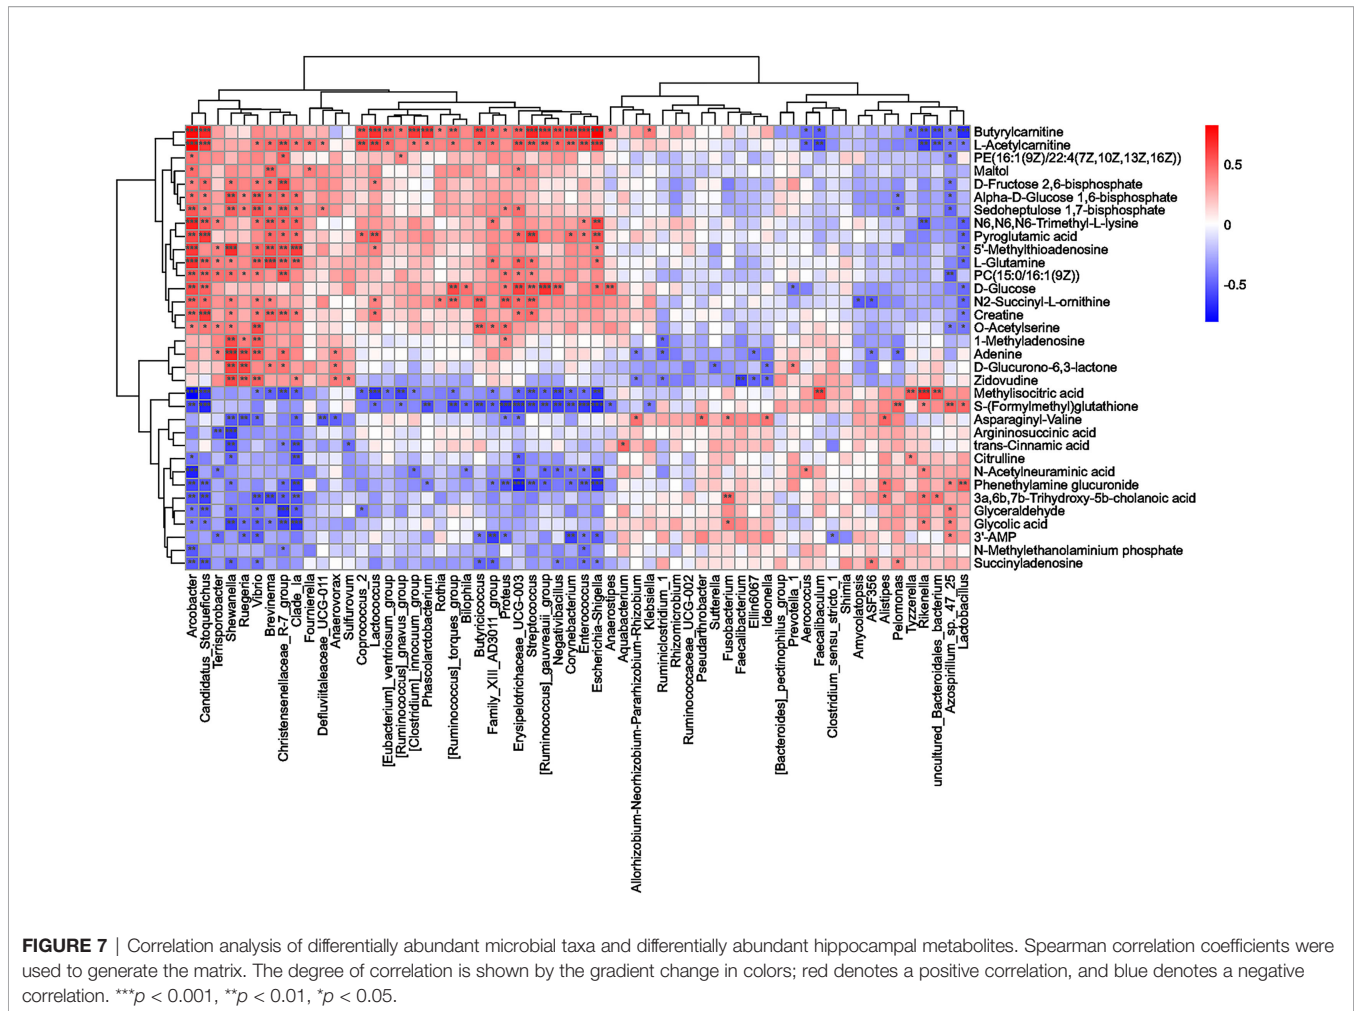 Butyrylcarnitine
L-Acetylcarnitine
PE(16:1(9Z)/22:4(7Z,10Z,13Z,16Z))
Maltol
D-Fructose 2,6-bisphosphate
Alpha-D-Glucose 1,6-bisphosphate
Sedoheptulose 1,7-bisphosphate
N6,N6,N6-Trimethyl-L-lysine
Pyroglutamic acid
5'-Methylthioadenosine
L-Glutamine
PC(15:0/16:1(9Z))
D-Glucose
N2-Succinyl-L-ornithine
Creatine
O-Acetylserine
1-Methyladenosine
Adenine
D-Glucurono-6,3-lactone
Zidovudine
Methylisocitric acid
S-(Formylmethyl)glutathione
Asparaginyl-Valine
Argininosuccinic acid
trans-Cinnamic acid
Citrulline
N-Acetylneuraminic acid
Phenethylamine glucuronide
3a,6b,7b-Trihydroxy-5b-cholanoic acid
Glyceraldehyde
Glycolic acid
3'-AMP
N-Methylethanolaminium phosphate
Succinyladenosine
0.5
0
-0.5
Arcobacter
Candidatus_Stoquefichus
Terrisporobacter
Shewanella
Ruegeria
Vibrio
Brevinema
Christensenellaceae_R-7_group
Clade_Ia
Fournierella
Defluviitaleaceae_UCG-011
Anaerovorax
Sulfurovum
Coprococcus_2
Lactococcus
[Eubacterium]_ventriosum_group
[Ruminococcus]_gnavus_group
[Clostridium]_innocuum_group
Phascolarctobacterium
Rothia
[Ruminococcus]_torques_group
Bilophila
Butyricicoccus
Family_XIII_AD3011_group
Proteus
Erysipelotrichaceae_UCG-003
Streptococcus
[Ruminococcus]_gauvreauii_group
Negativibacillus
Corynebacterium
Enterococcus
Escherichia-Shigella
Anaerostipes
Aquabacterium
Allorhizobium-Neorhizobium-Pararhizobium-Rhizobium
Klebsiella
Ruminiclostridium_1
Rhizomicrobium
Ruminococcaceae_UCG-002
Pseudarthrobacter
Sutterella
Fusobacterium
Faecalibacterium
Ellin6067
Ideonella
[Bacteroides]_pectinophilus_group
Prevotella_1
Aerococcus
Faecalibaculum
Clostridium_sensu_stricto_1
Shimia
Amycolatopsis
ASF356
Alistipes
Pelomonas
Tyzzerella
Rikenella
uncultured_Bacteroidales_bacterium
Azospirillum_sp._47_25
Lactobacillus
FIGURE 7 | Correlation analysis of differentially abundant microbial taxa and differentially abundant hippocampal metabolites. Spearman correlation coefficients were
used to generate the matrix. The degree of correlation is shown by the gradient change in colors; red denotes a positive correlation, and blue denotes a negative
correlation. ***p < 0.001, **p < 0.01, *p < 0.05.